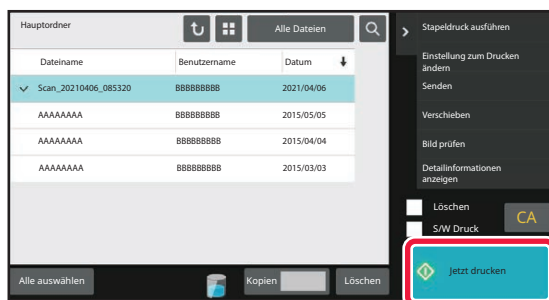 Hauptordner
Alle Dateien
Dateiname Benutzername Datum
Scan_20210406_085320 BBBBBBBBB 2021/04/06
AAAAAAAA BBBBBBBBB 2015/05/05
AAAAAAAA BBBBBBBBB 2015/04/04
AAAAAAAA BBBBBBBBB 2015/03/03
Alle auswählen
Kopien
Löschen
Stapeldruck ausführen
Einstellung zum Drucken
ändern
Senden
Verschieben
Bild prüfen
Detailinformationen
anzeigen
Löschen
S/W Druck
CA
Jetzt drucken